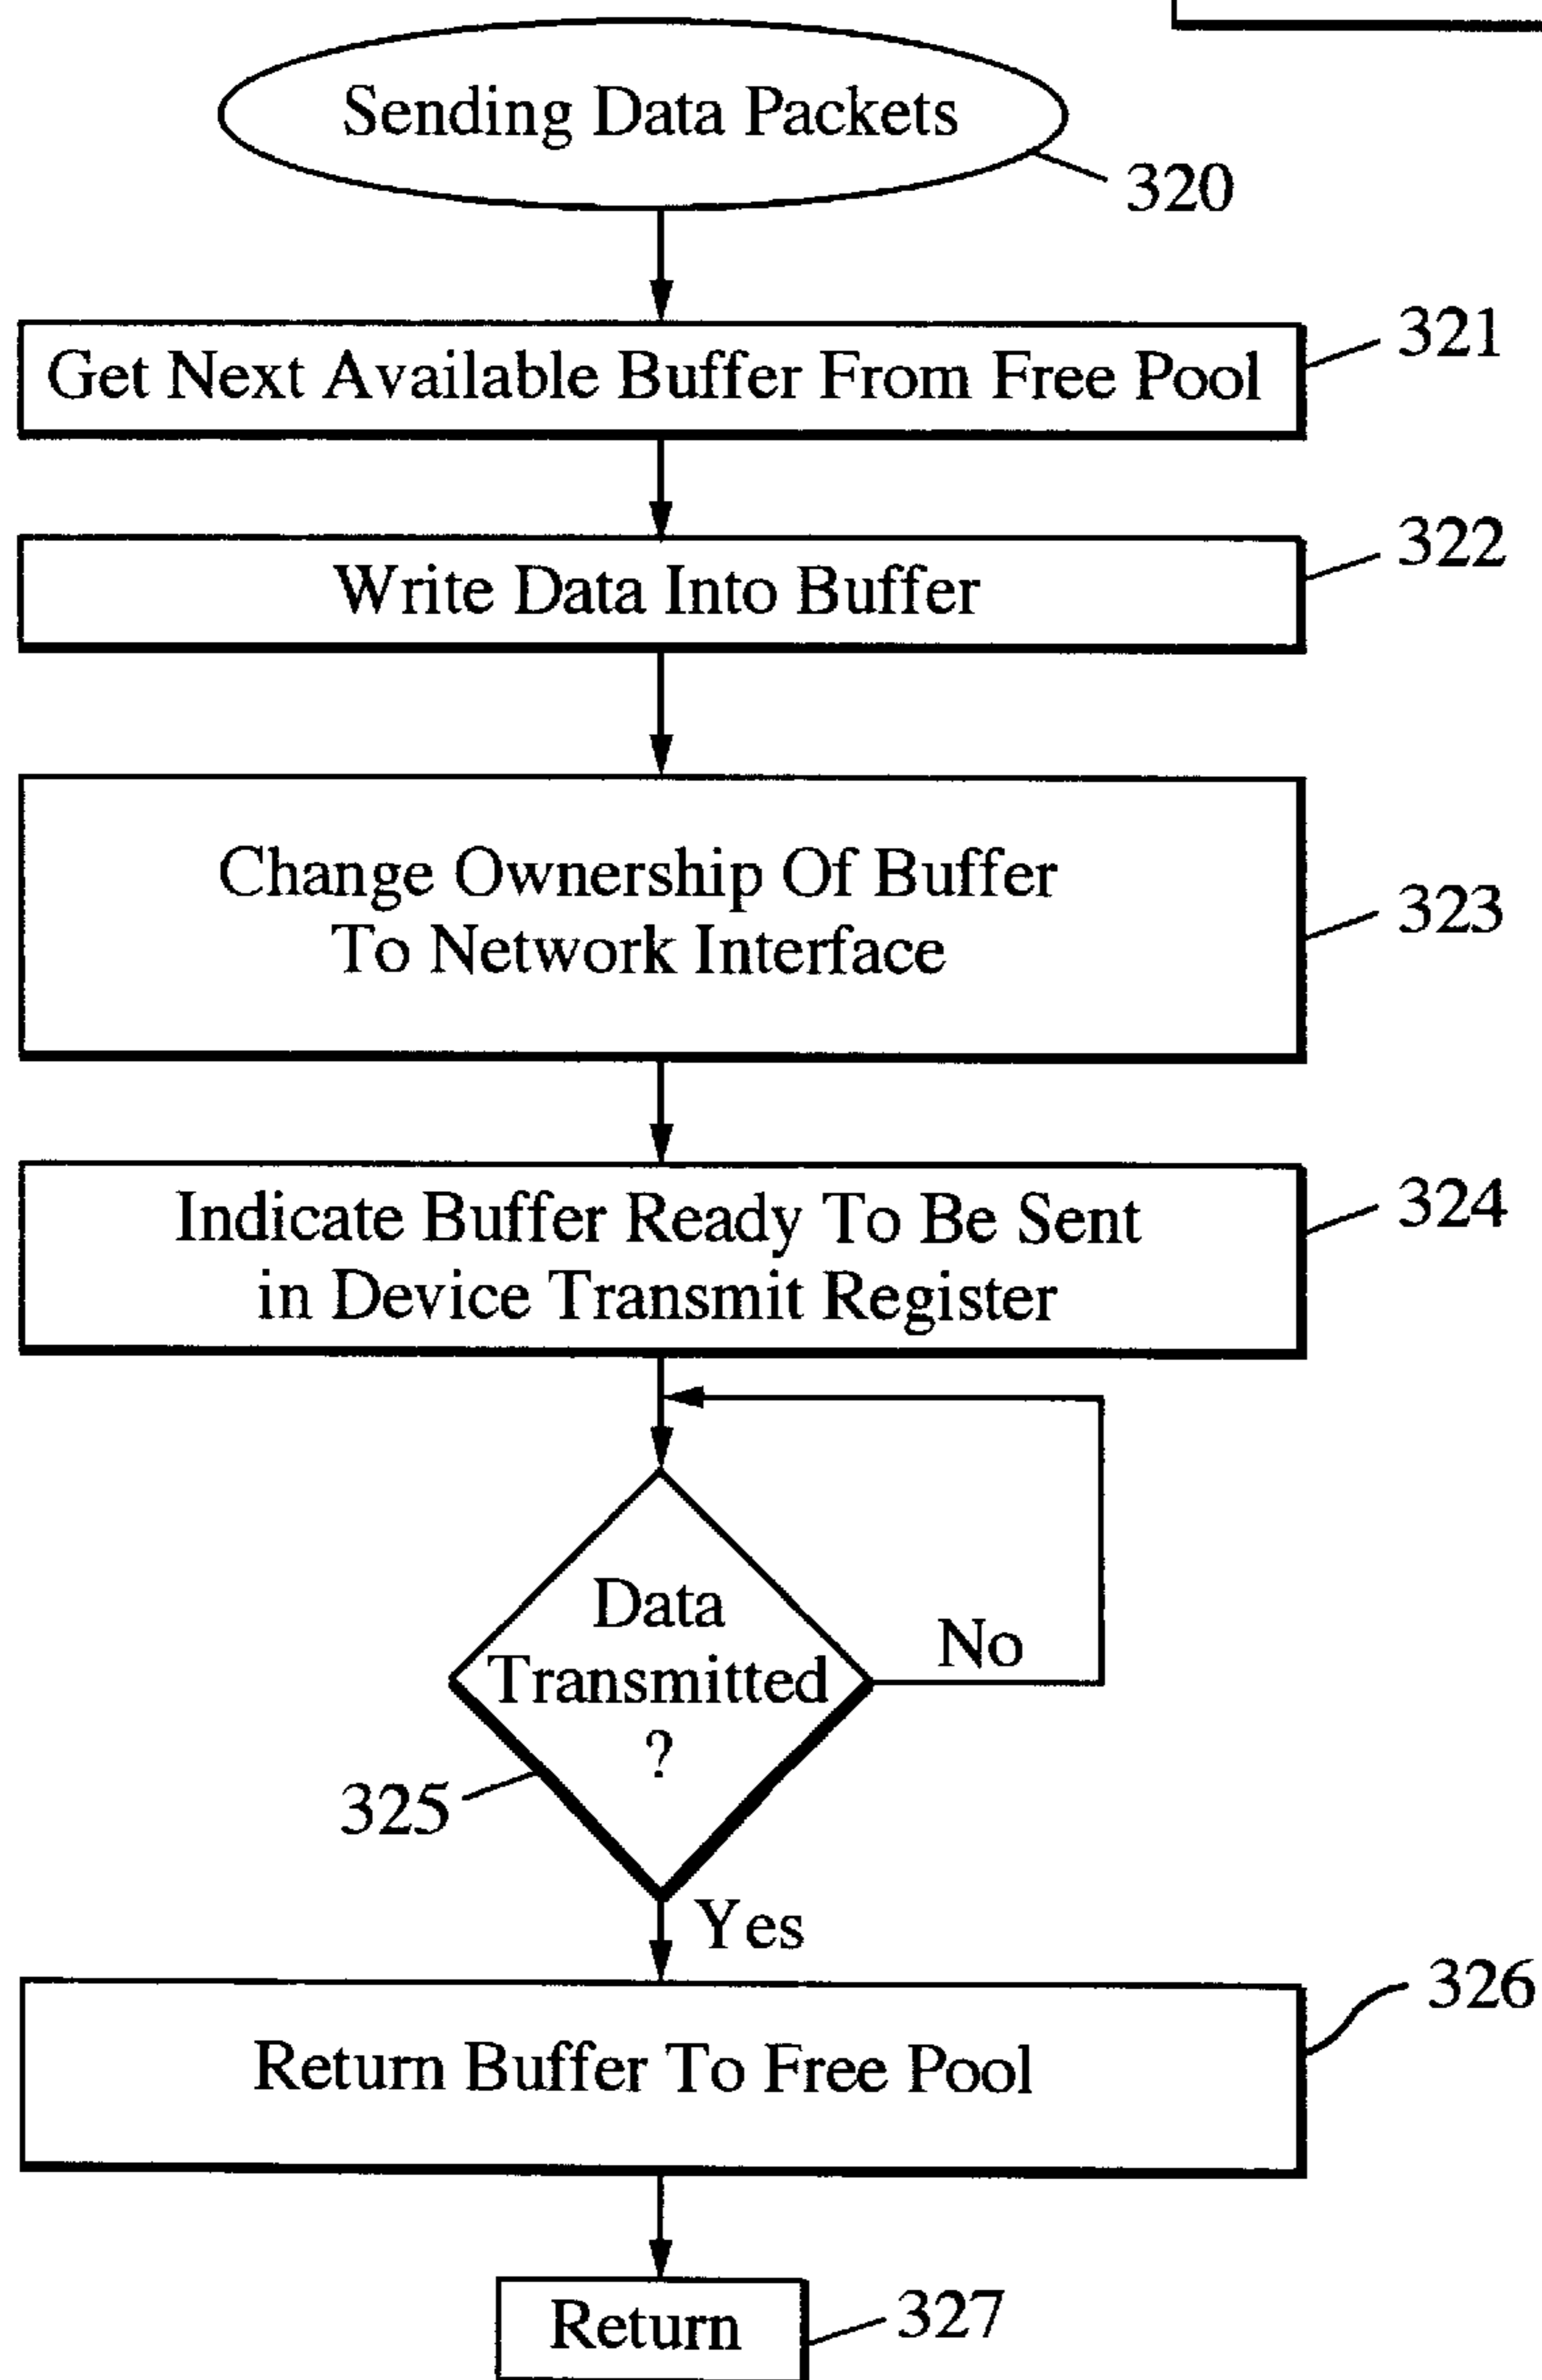 Sending Data Packets
320
Get Next Available Buffer From Free Pool
321
Write Data Into Buffer
322
Change Ownership Of Buffer
To Network Interface
323
Indicate Buffer Ready To Be Sent
in Device Transmit Register
324
Data
Transmitted
?
No
325
Yes
Return Buffer To Free Pool
326
Return
327